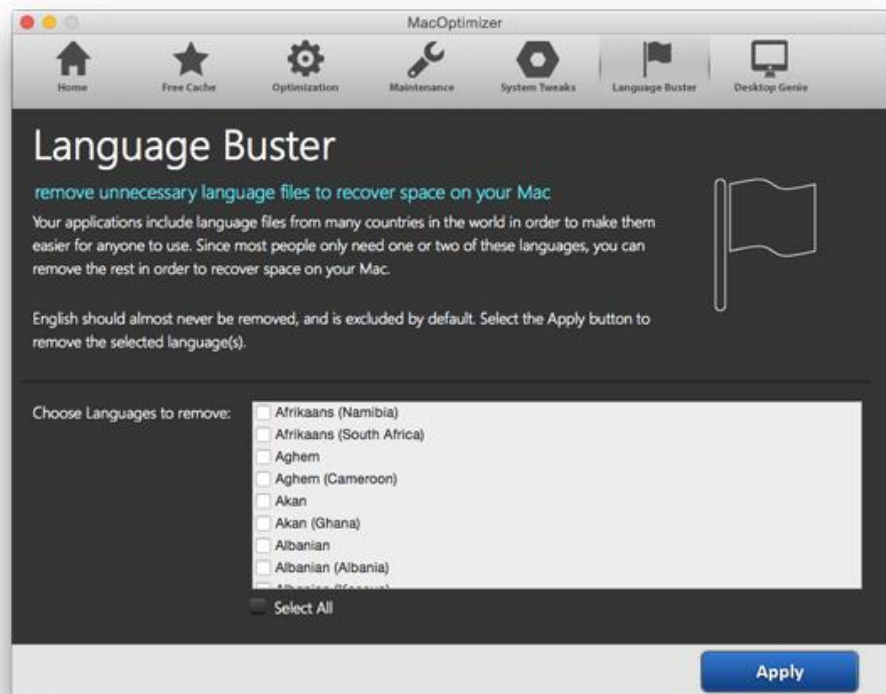 MacOptimizer
Home
Free Cache
Optimization
Maintenance
System Tweaks
Language Buster
Desktop Genie
Language Buster
remove unnecessary language files to recover space on your Mac
Your applications include language files from many countries in the world in order to make them
easier for anyone to use. Since most people only need one or two of these languages, you can
remove the rest in order to recover space on your Mac.
English should almost never be removed, and is excluded by default. Select the Apply button to
remove the selected language(s).
Choose Languages to remove:
Afrikaans (Namibia)
Afrikaans (South Africa)
Aghem
Aghem (Cameroon)
Akan
Akan (Ghana)
Albanian
Albanian (Albania)
Select All
Apply